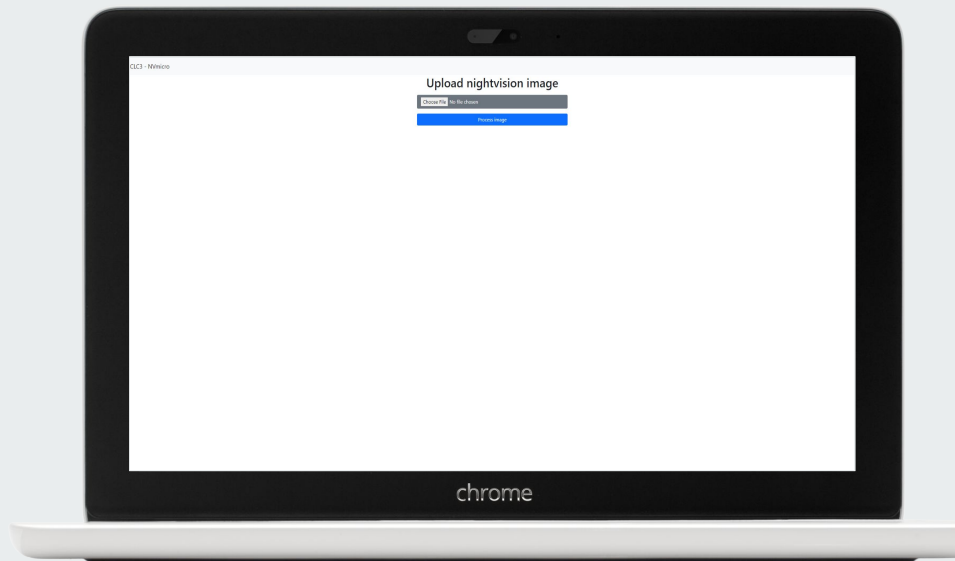 CLC3 - NVmicro
Upload nightvision image
Choose File No file chosen
Process image
chrome